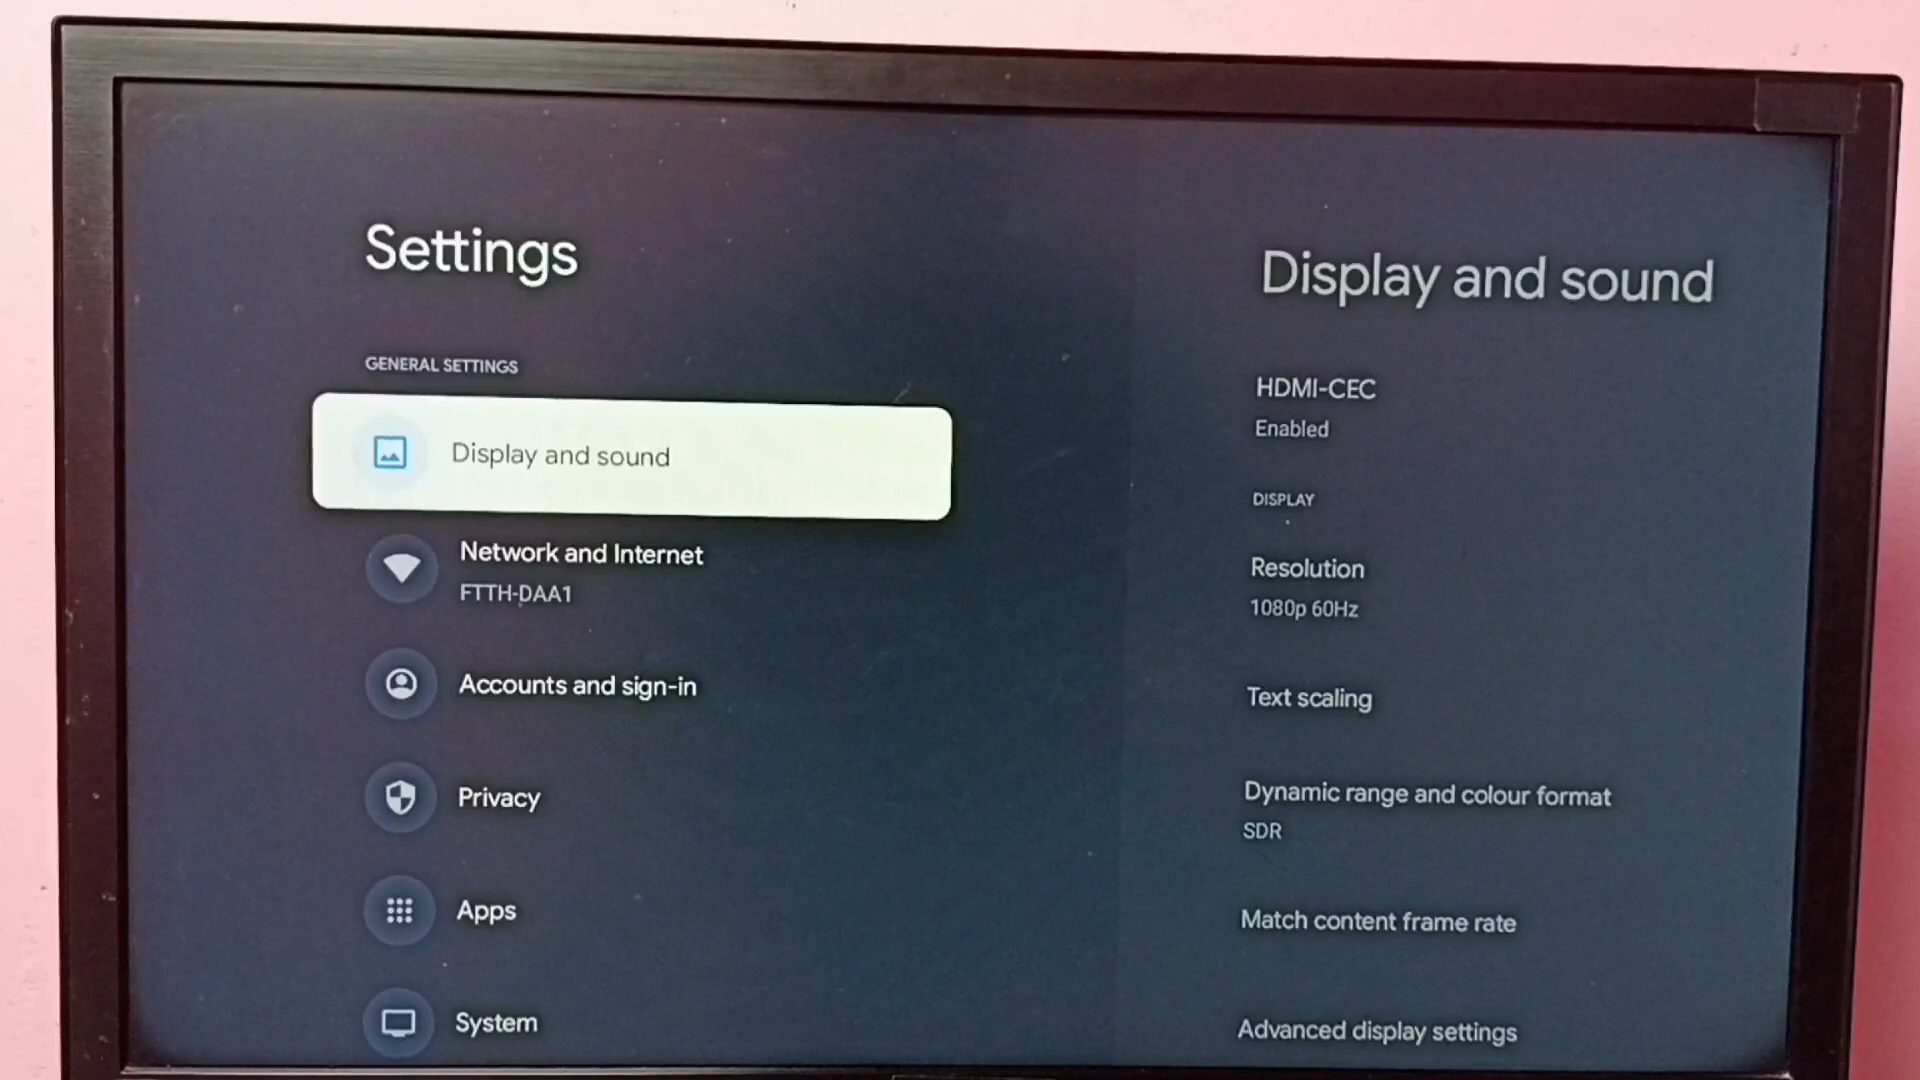 Settings
GENERAL SETTINGS
Display and sound
Network and Internet
FTTH-DAA1
Accounts and sign-in
Privacy
Apps
System
Display and sound
HDMI-CEC
Enabled
DISPLAY
Resolution
1080p 60Hz
Text scaling
Dynamic range and colour format
SDR
Match content frame rate
Advanced display settings